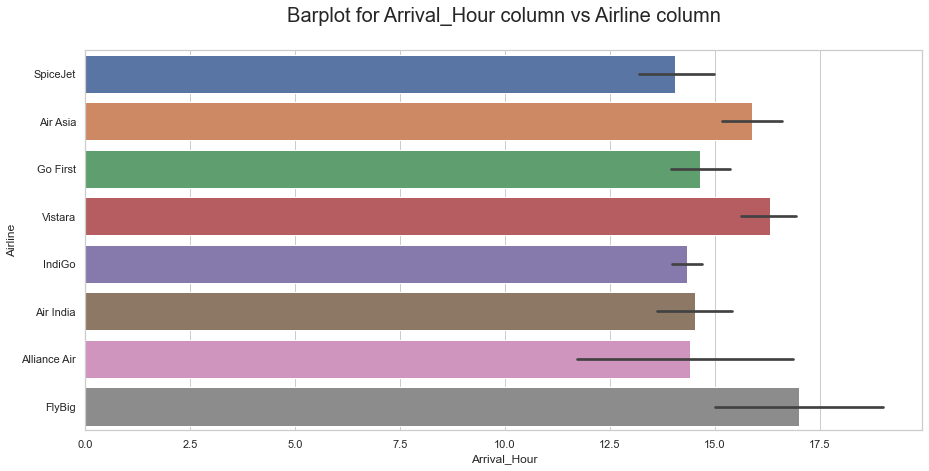 Barplot for Arrival_Hour column vs Airline column
Airline
SpiceJet
Air Asia
Go First
Vistara
IndiGo
Air India
Alliance Air
FlyBig
0.0 2.5 5.0 7.5 10.0 12.5 15.0 17.5
Arrival_Hour